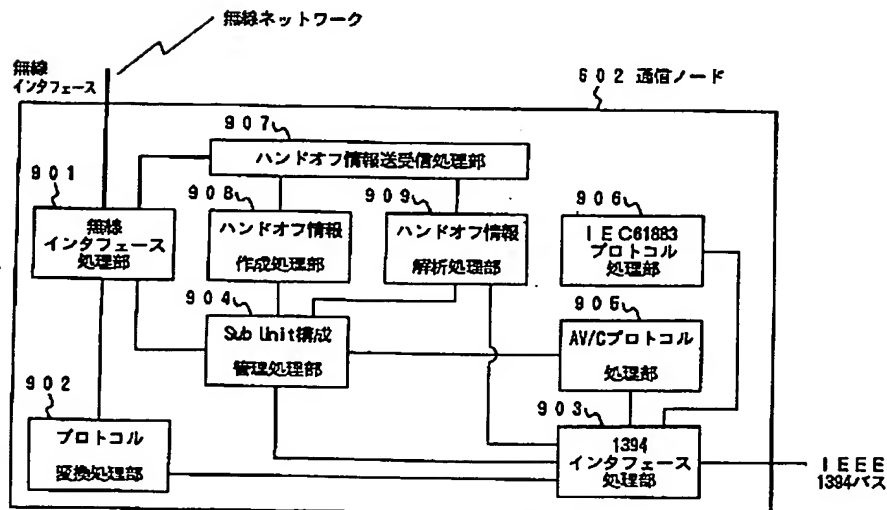 無線ネットワーク
無線
インタフェース
602 通信ノード
907
ハンドオフ情報送受信処理部
901
無線
インタフェース
処理部
908
ハンドオフ情報
作成処理部
909
ハンドオフ情報
解析処理部
906
IEC61883
プロトコル
処理部
904
Sub Unit構成
管理処理部
905
AV/Cプロトコル
処理部
902
プロトコル
変換処理部
903
1394
インタフェース
処理部
IEEE
1394バス